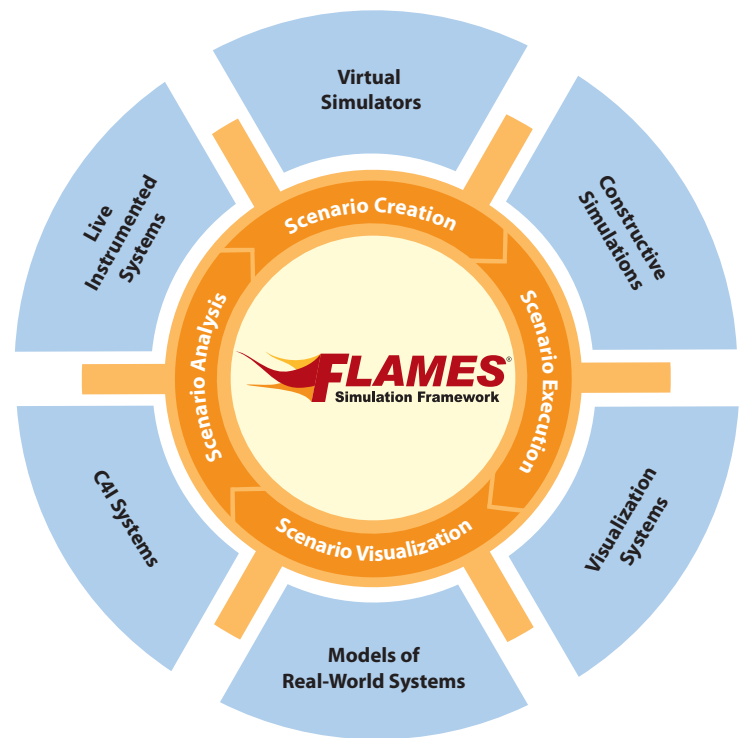 Virtual
Simulators
Constructive
Simulations
Visualization
Systems
Models of
Real-World Systems
C4I Systems
Live
Instrumented
Systems
Scenario Creation
Scenario Execution
Scenario Visualization
Scenario Analysis
FLAMES®
Simulation Framework